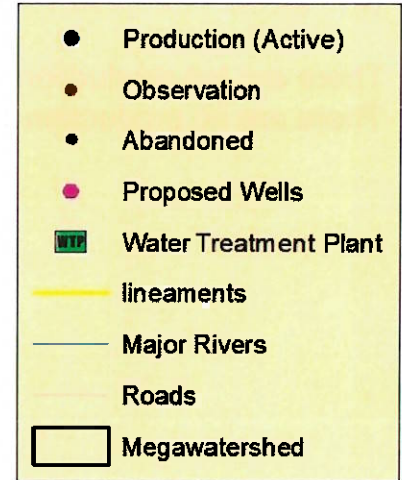 Production (Active)
Observation
Abandoned
Proposed Wells
WTP Water Treatment Plant
lineaments
Major Rivers
Roads
Megawatershed